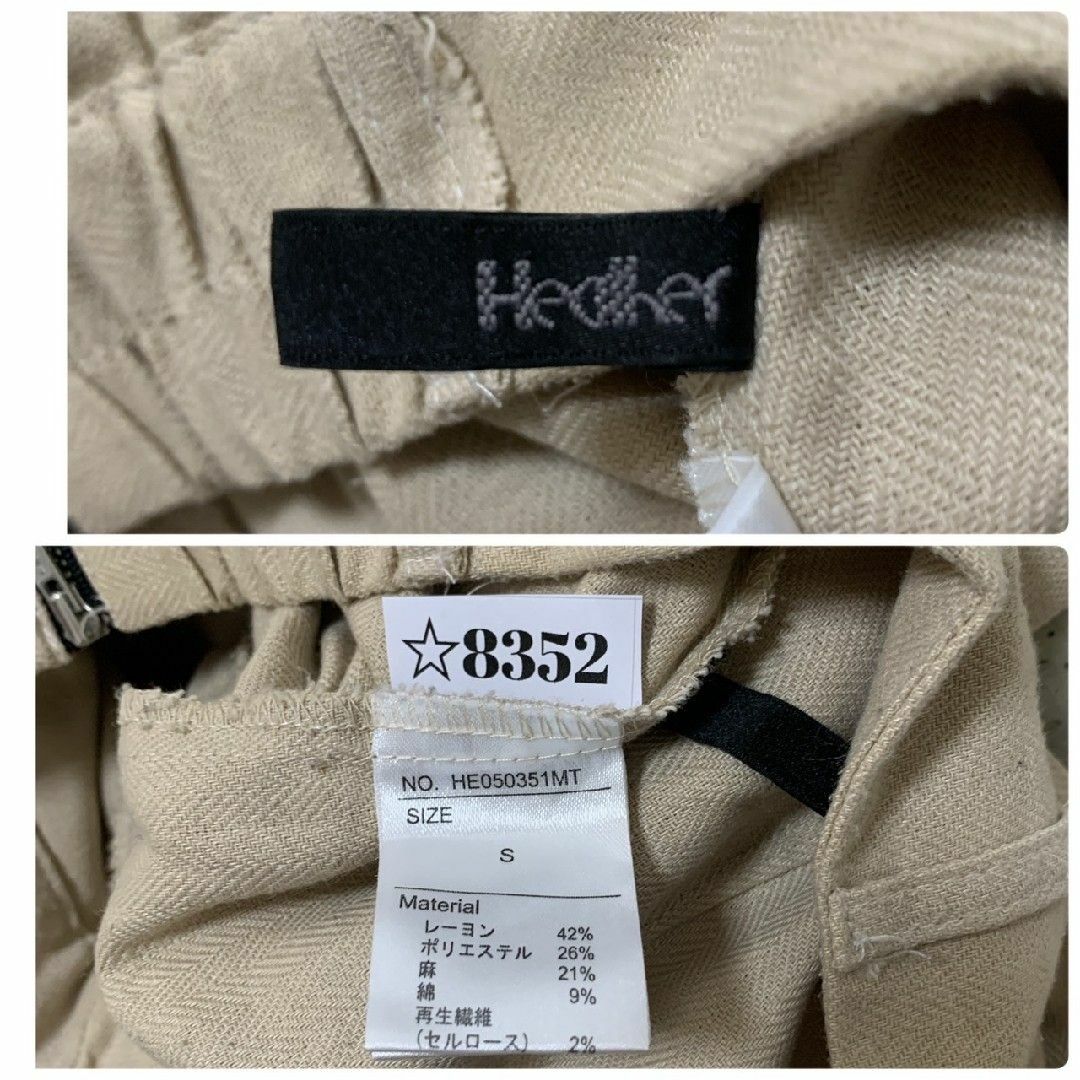 Heather
☆8352
NO. HE050351MT
SIZE
S
Material
レーヨン 42%
ポリエステル 26%
麻 21%
綿 9%
再生繊維
(セルロース) 2%